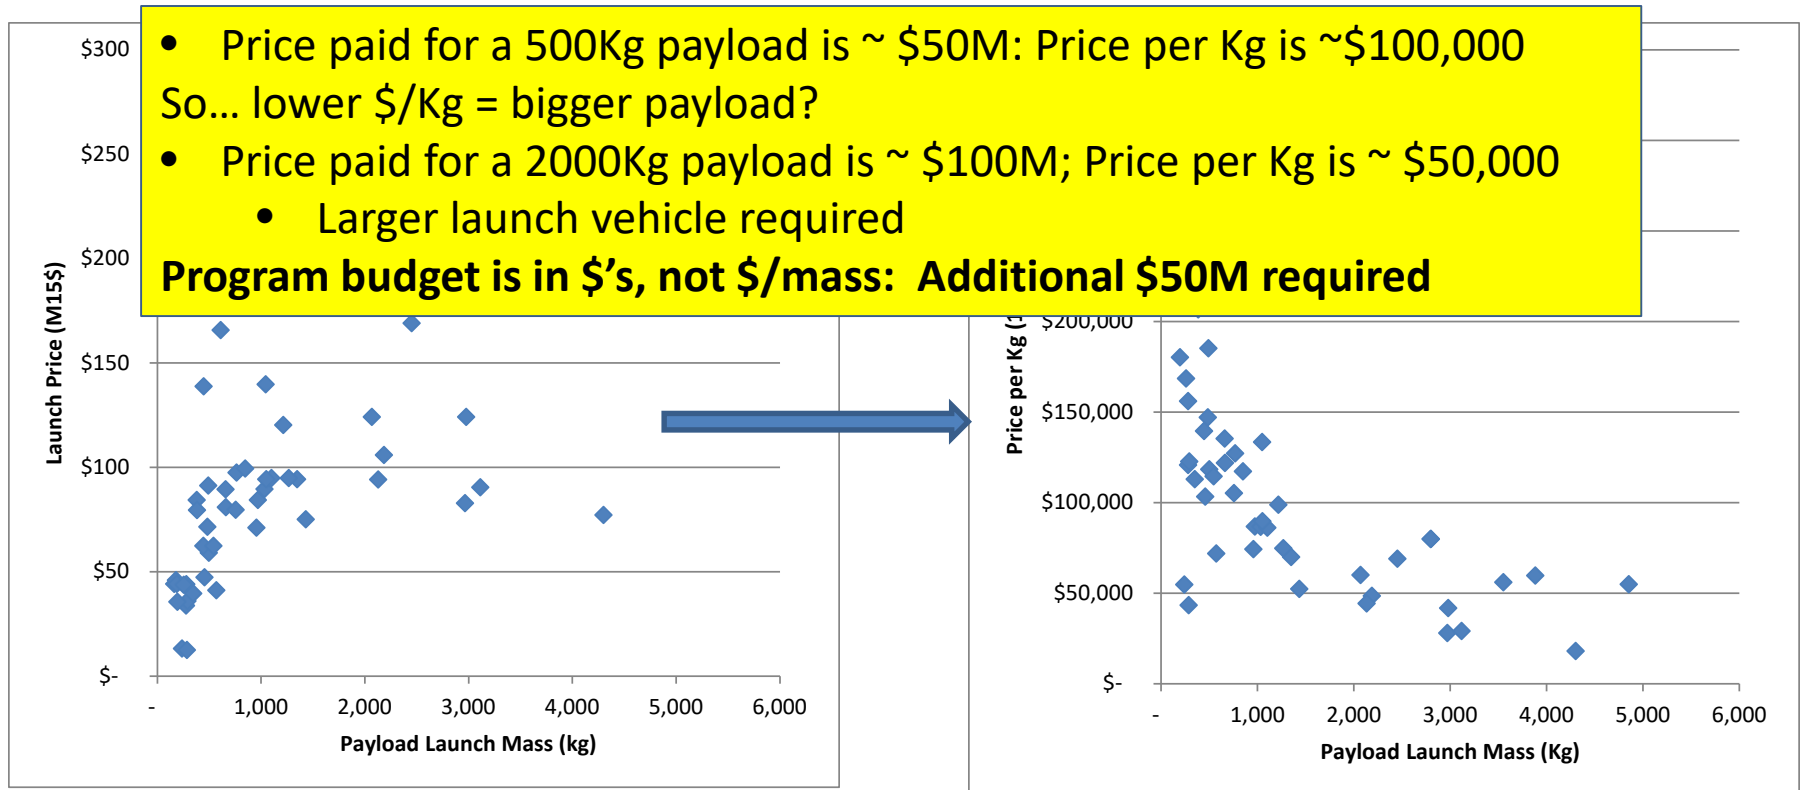 • Price paid for a 500Kg payload is ~ $50M: Price per Kg is ~$100,000
So... lower $/Kg = bigger payload?
• Price paid for a 2000Kg payload is ~ $100M; Price per Kg is ~ $50,000
• Larger launch vehicle required
Program budget is in $'s, not $/mass:  Additional $50M required
Launch Price (M15$)
$300
$250
$200
$150
$100
$50
$-
-
1,000
2,000
3,000
4,000
5,000
6,000
Payload Launch Mass (kg)
Price per Kg
$200,000
$150,000
$100,000
$50,000
$-
-
1,000
2,000
3,000
4,000
5,000
6,000
Payload Launch Mass (Kg)